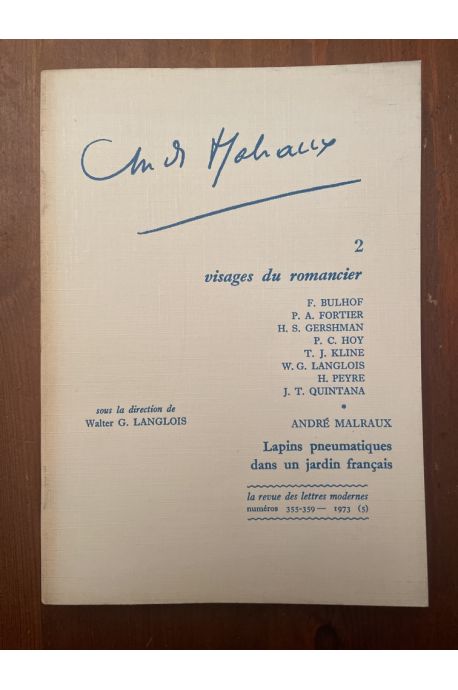 André Malraux
2
visages du romancier
F. BULHOF
P. A. FORTIER
H. S. GERSHMAN
P. C. HOY
T. J. KLINE
W. G. LANGLOIS
H. PEYRE
J. T. QUINTANA
*
sous la direction de
Walter G. LANGLOIS
ANDRÉ MALRAUX
Lapins pneumatiques
dans un jardin français
la revue des lettres modernes
numéros 355-359 — 1973 (5)